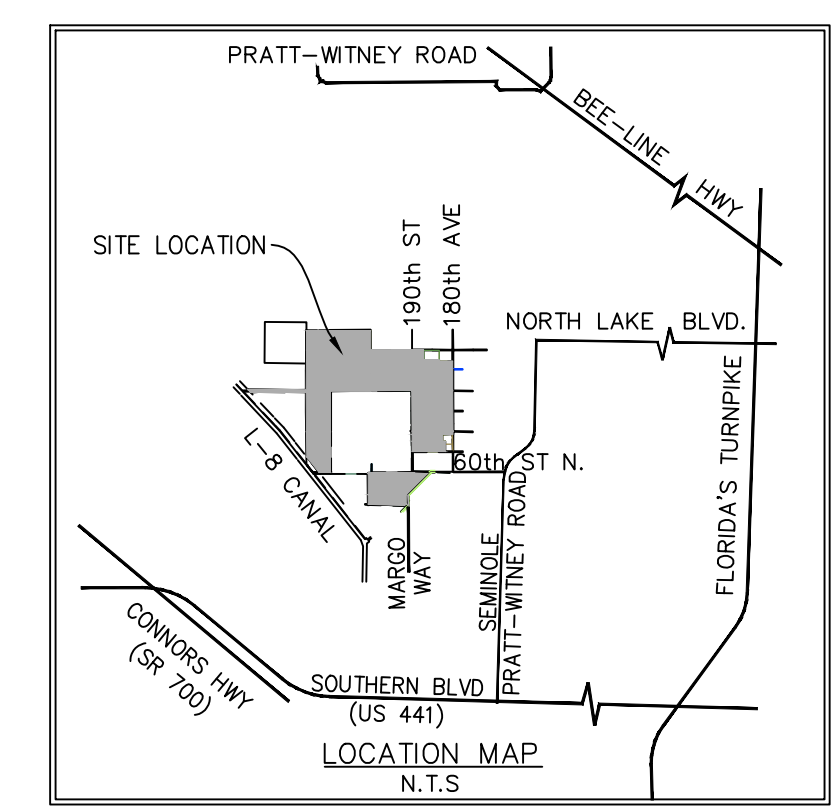 PRATT-WITNEY ROAD
BEE-LINE
HWY
SITE LOCATION
190th ST
180th AVE
NORTH LAKE BLVD.
L-8 CANAL
60th ST N.
FLORIDA'S TURNPIKE
MARGO
WAY
SEMINOLE
PRATT-WITNEY ROAD
CONNORS HWY
(SR 700)
SOUTHERN BLVD
(US 441)
LOCATION MAP
N.T.S